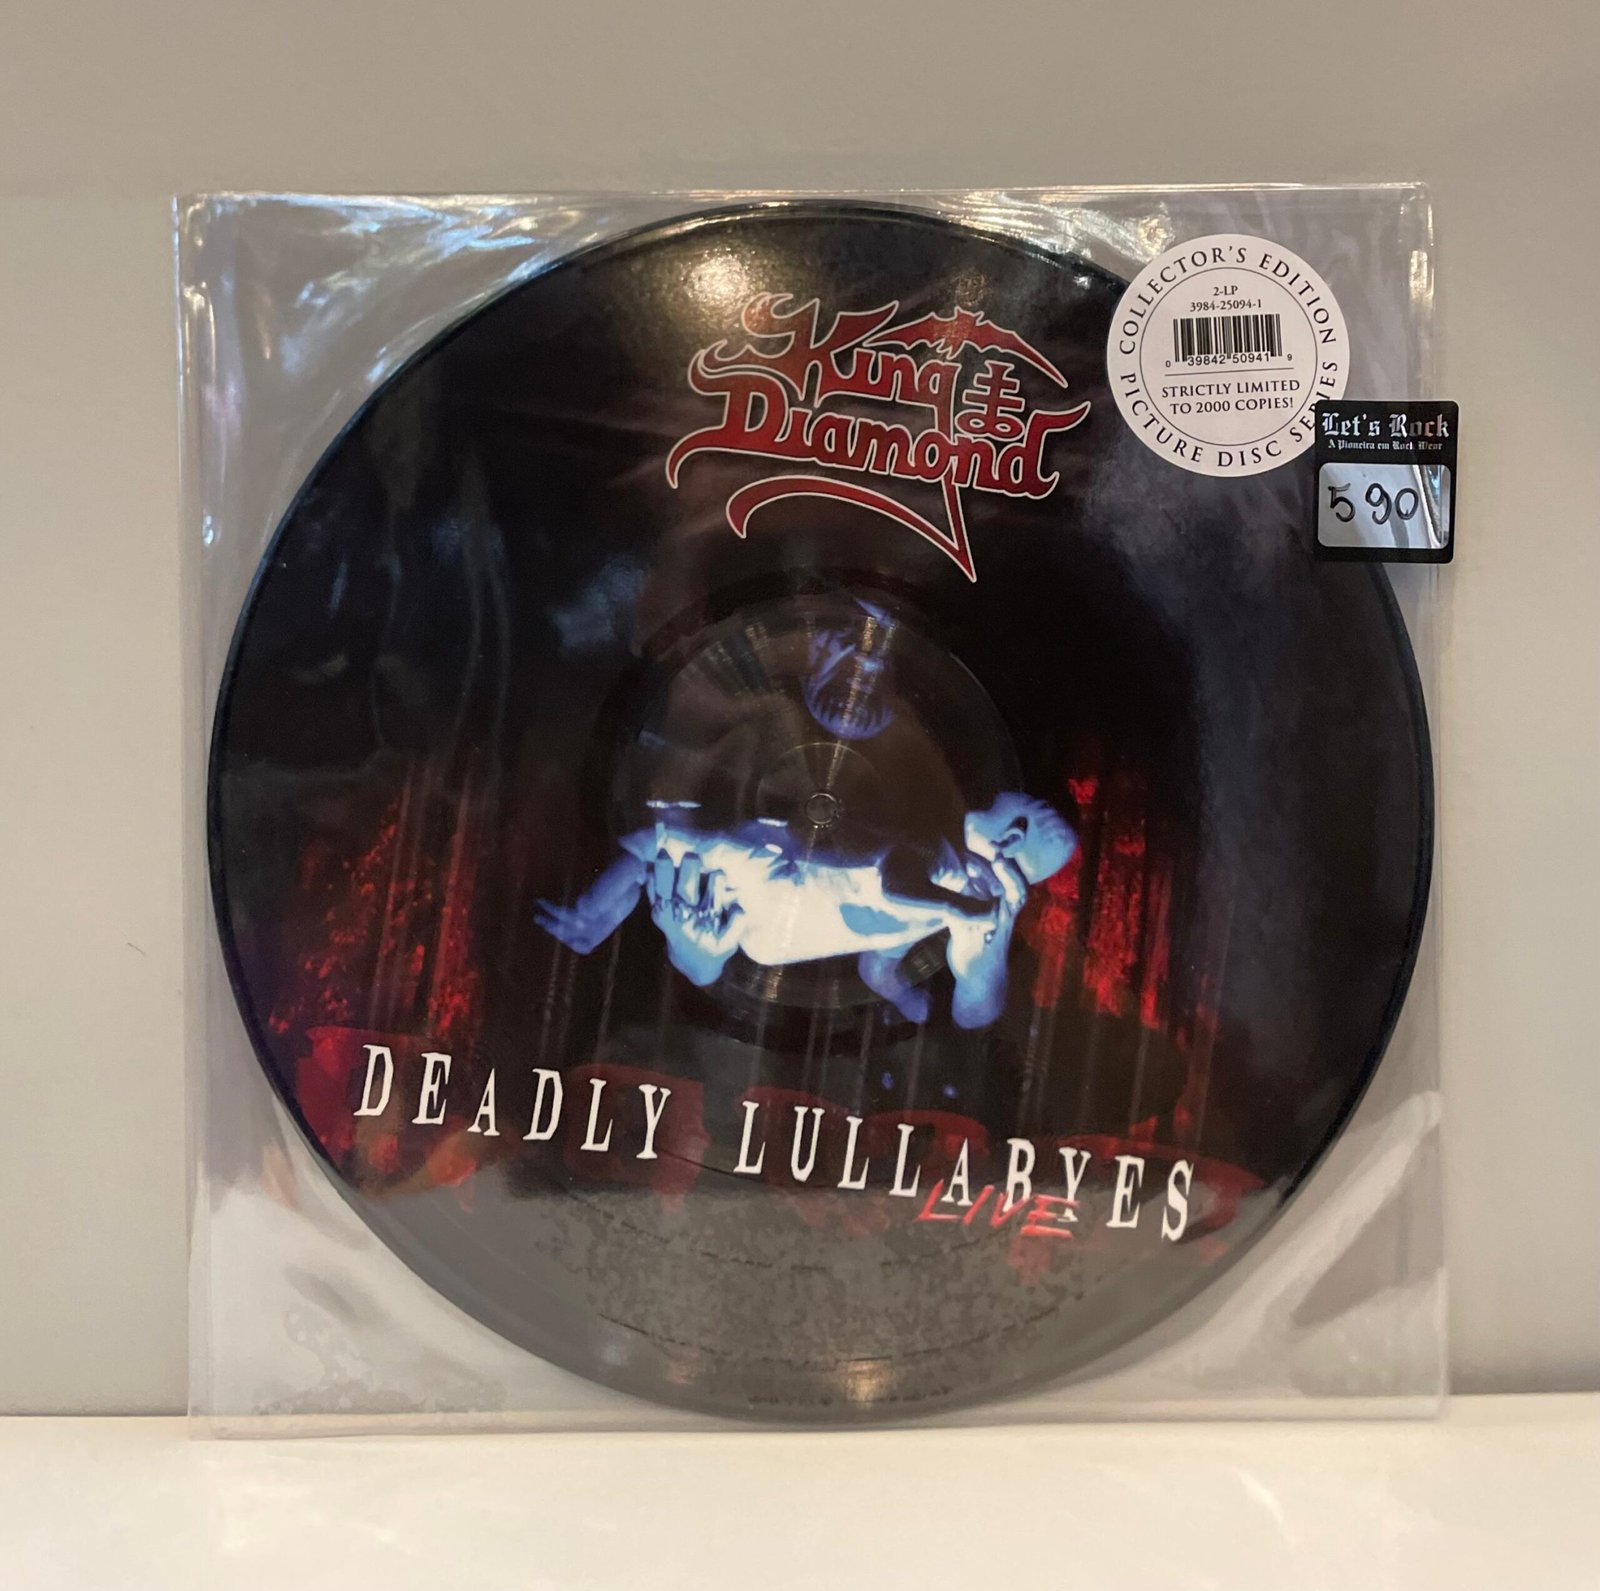 King
Diamond
COLLECTOR'S EDITION
2-LP
3984-25094-1
0 39842 50941 9
STRICTLY LIMITED
TO 2000 COPIES!
PICTURE DISC SERIES
Let's Rock
A Pioneira em Rock Wear
590
DEADLY LULLABYES
LIVE